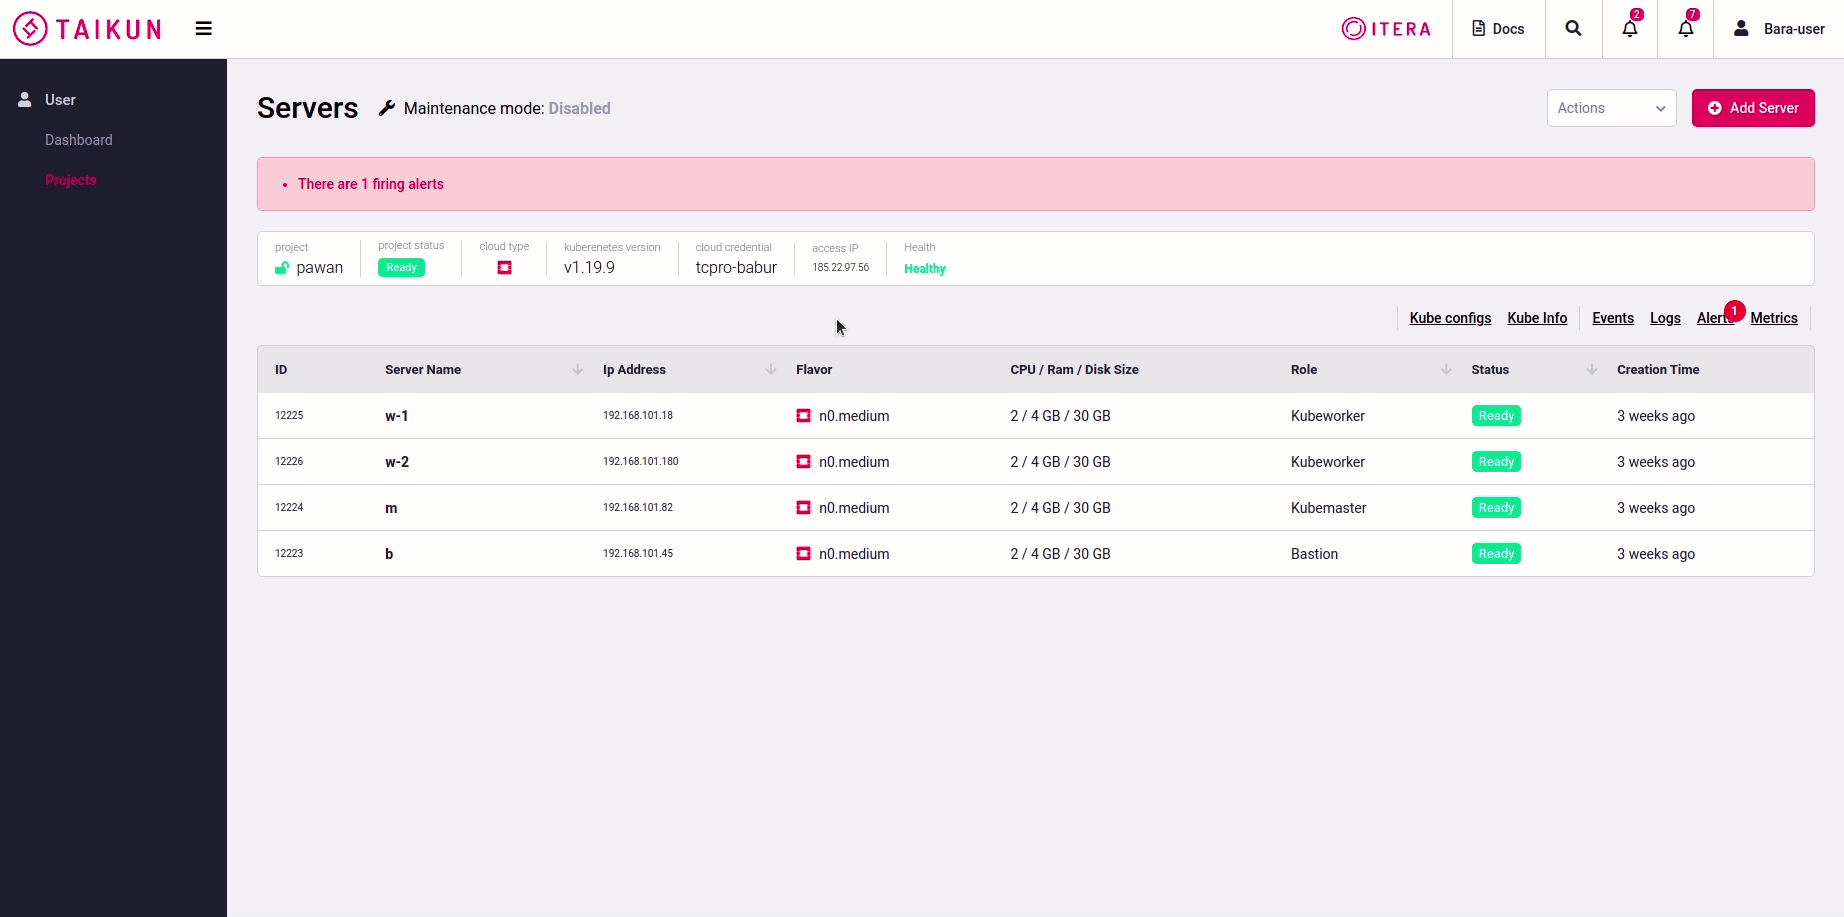 TAIKUN
ITERA
Docs
2
7
Bara-user
User
Dashboard
Projects
Servers Maintenance mode: Disabled
Actions
Add Server
There are 1 firing alerts
project project status cloud type kuberenetes version cloud credential access IP Health
pawan Ready v1.19.9 tcpro-babur 185.22.97.56 Healthy
Kube configs Kube Info Events Logs Alerts 1 Metrics
ID Server Name Ip Address Flavor CPU / Ram / Disk Size Role Status Creation Time
12225 w-1 192.168.101.18 n0.medium 2 / 4 GB / 30 GB Kubeworker Ready 3 weeks ago
12226 w-2 192.168.101.180 n0.medium 2 / 4 GB / 30 GB Kubeworker Ready 3 weeks ago
12224 m 192.168.101.82 n0.medium 2 / 4 GB / 30 GB Kubemaster Ready 3 weeks ago
12223 b 192.168.101.45 n0.medium 2 / 4 GB / 30 GB Bastion Ready 3 weeks ago